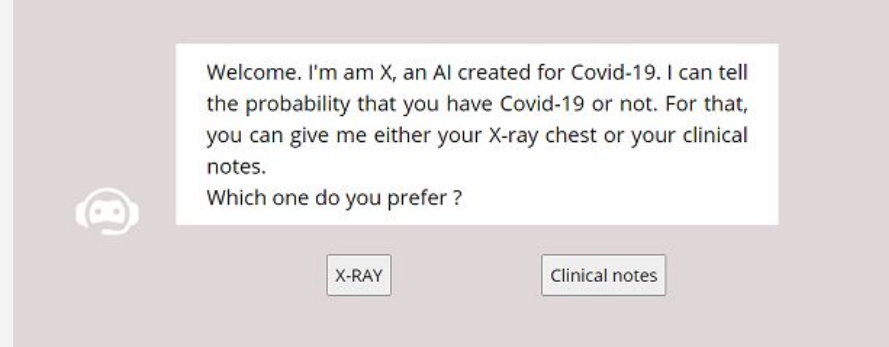 Welcome. I'm am X, an AI created for Covid-19. I can tell
the probability that you have Covid-19 or not. For that,
you can give me either your X-ray chest or your clinical
notes.
Which one do you prefer ?
X-RAY
Clinical notes